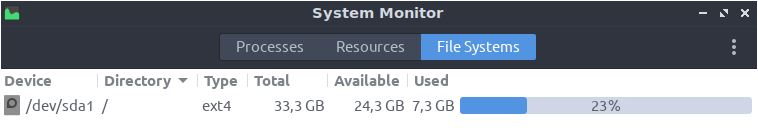 System Monitor
Processes Resources File Systems
Device Directory Type Total Available Used
/dev/sda1 / ext4 33,3 GB 24,3 GB 7,3 GB 23%